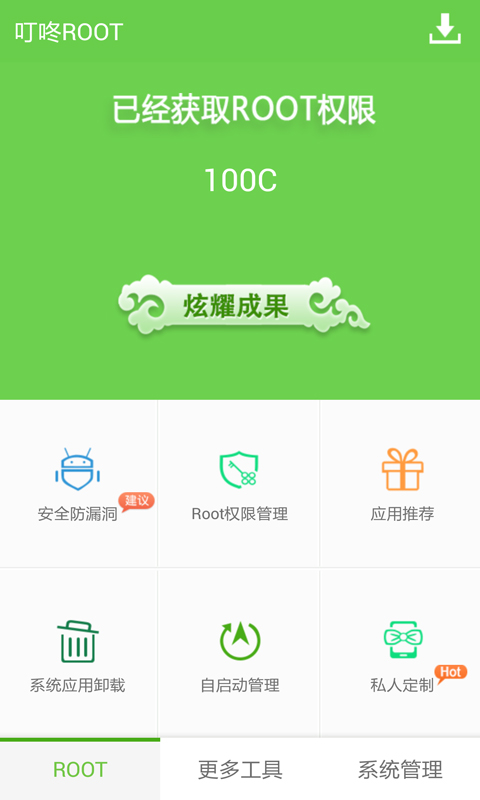 叮咚ROOT
已经获取ROOT权限
100C
炫耀成果
建议
安全防漏洞
Root权限管理
应用推荐
Hot
系统应用卸载
自启动管理
私人定制
ROOT
更多工具
系统管理